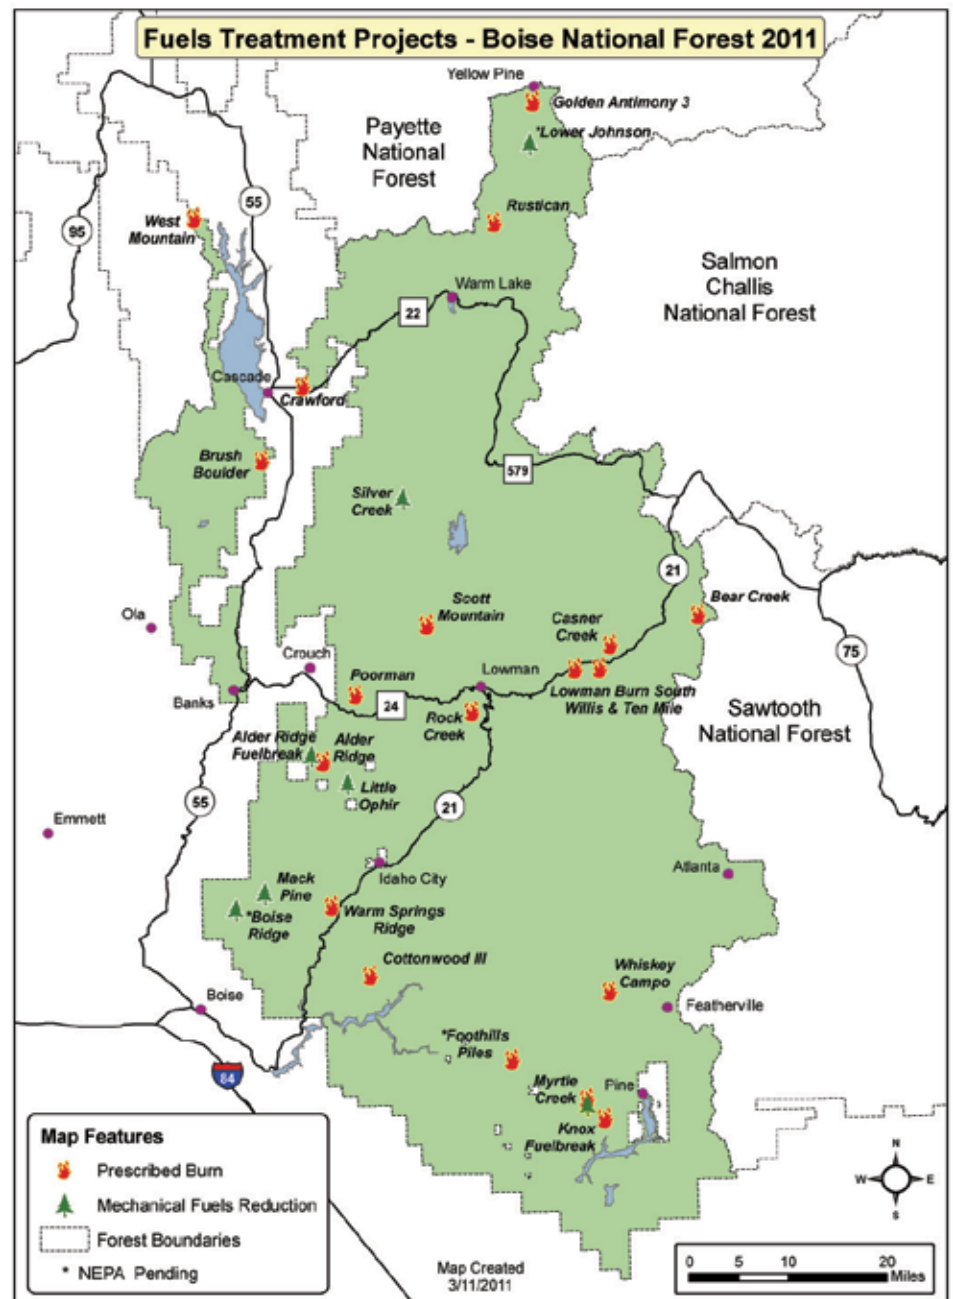 Fuels Treatment Projects - Boise National Forest 2011
Yellow Pine
Golden Antimony 3
*Lower Johnson
Payette
National
Forest
Rustican
West
Mountain
55
95
Salmon
Challis
National Forest
Warm Lake
22
Cascade
Crawford
Brush
Boulder
579
Silver
Creek
21
Bear Creek
Scott
Mountain
Casner
Creek
Ola
Crouch
75
Lowman
Poorman
Banks
24
Lowman Burn South
Willis & Ten Mile
Rock
Creek
Sawtooth
National Forest
Alder Ridge
Fuelbreak
Alder
Ridge
Little
Ophir
55
21
Emmett
Atlanta
Idaho City
Mack
Pine
*Boise
Ridge
Warm Springs
Ridge
Cottonwood III
Whiskey
Campo
Boise
Featherville
*Foothills
Piles
84
Myrtle
Creek
Pine
Knox
Fuelbreak
Map Features
Prescribed Burn
Mechanical Fuels Reduction
Forest Boundaries
* NEPA Pending
N
W
E
S
Map Created
3/11/2011
0 5 10 20
Miles